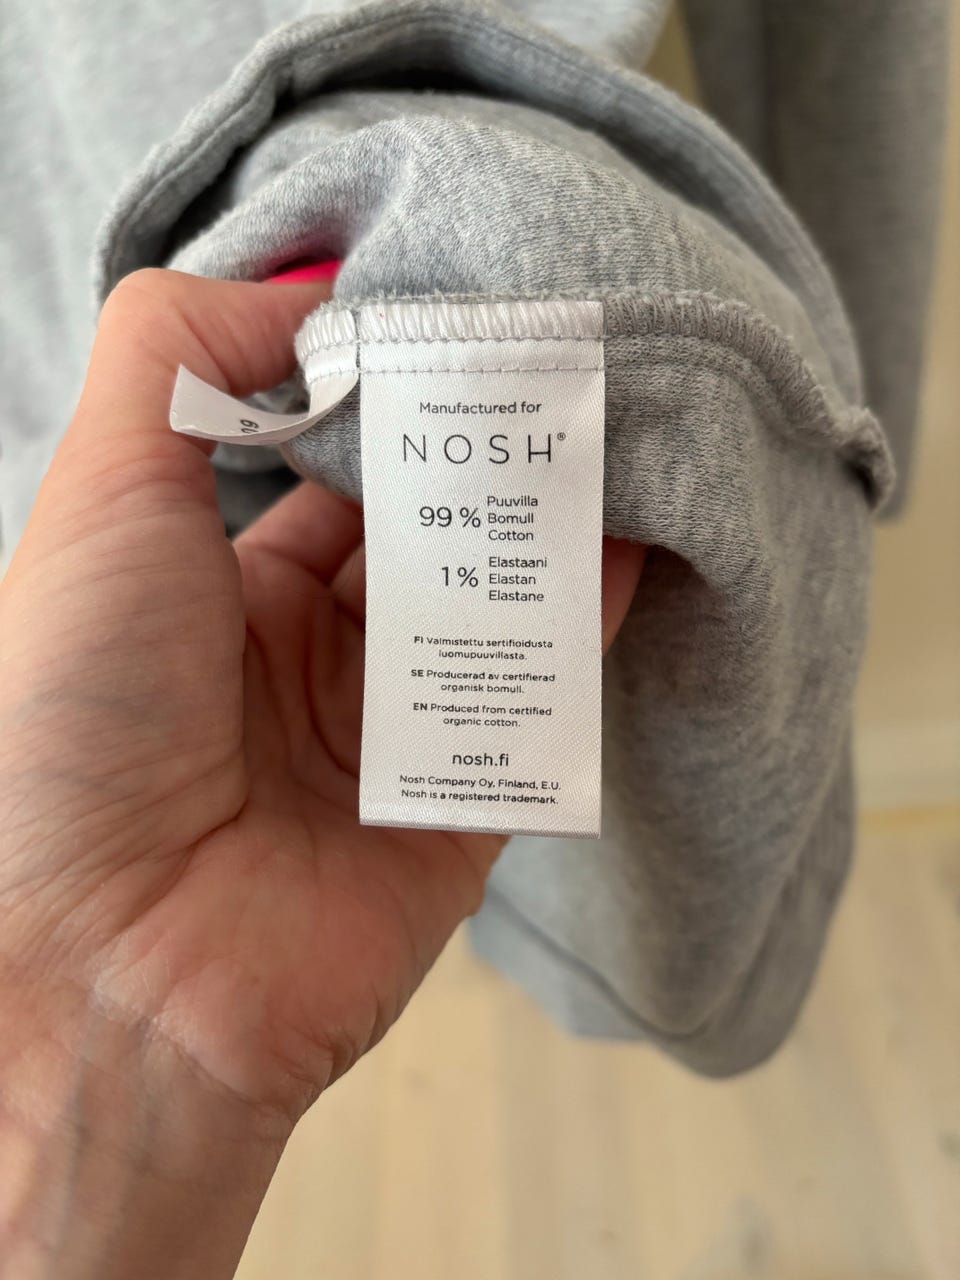 Manufactured for
NOSH®
99 % Puuvilla
Bomull
Cotton
1 % Elastaani
Elastan
Elastane
FI Valmistettu sertifioidusta
luomupuuvillasta.
SE Producerad av certifierad
organisk bomull.
EN Produced from certified
organic cotton.
nosh.fi
Nosh Company Oy, Finland, E.U.
Nosh is a registered trademark.